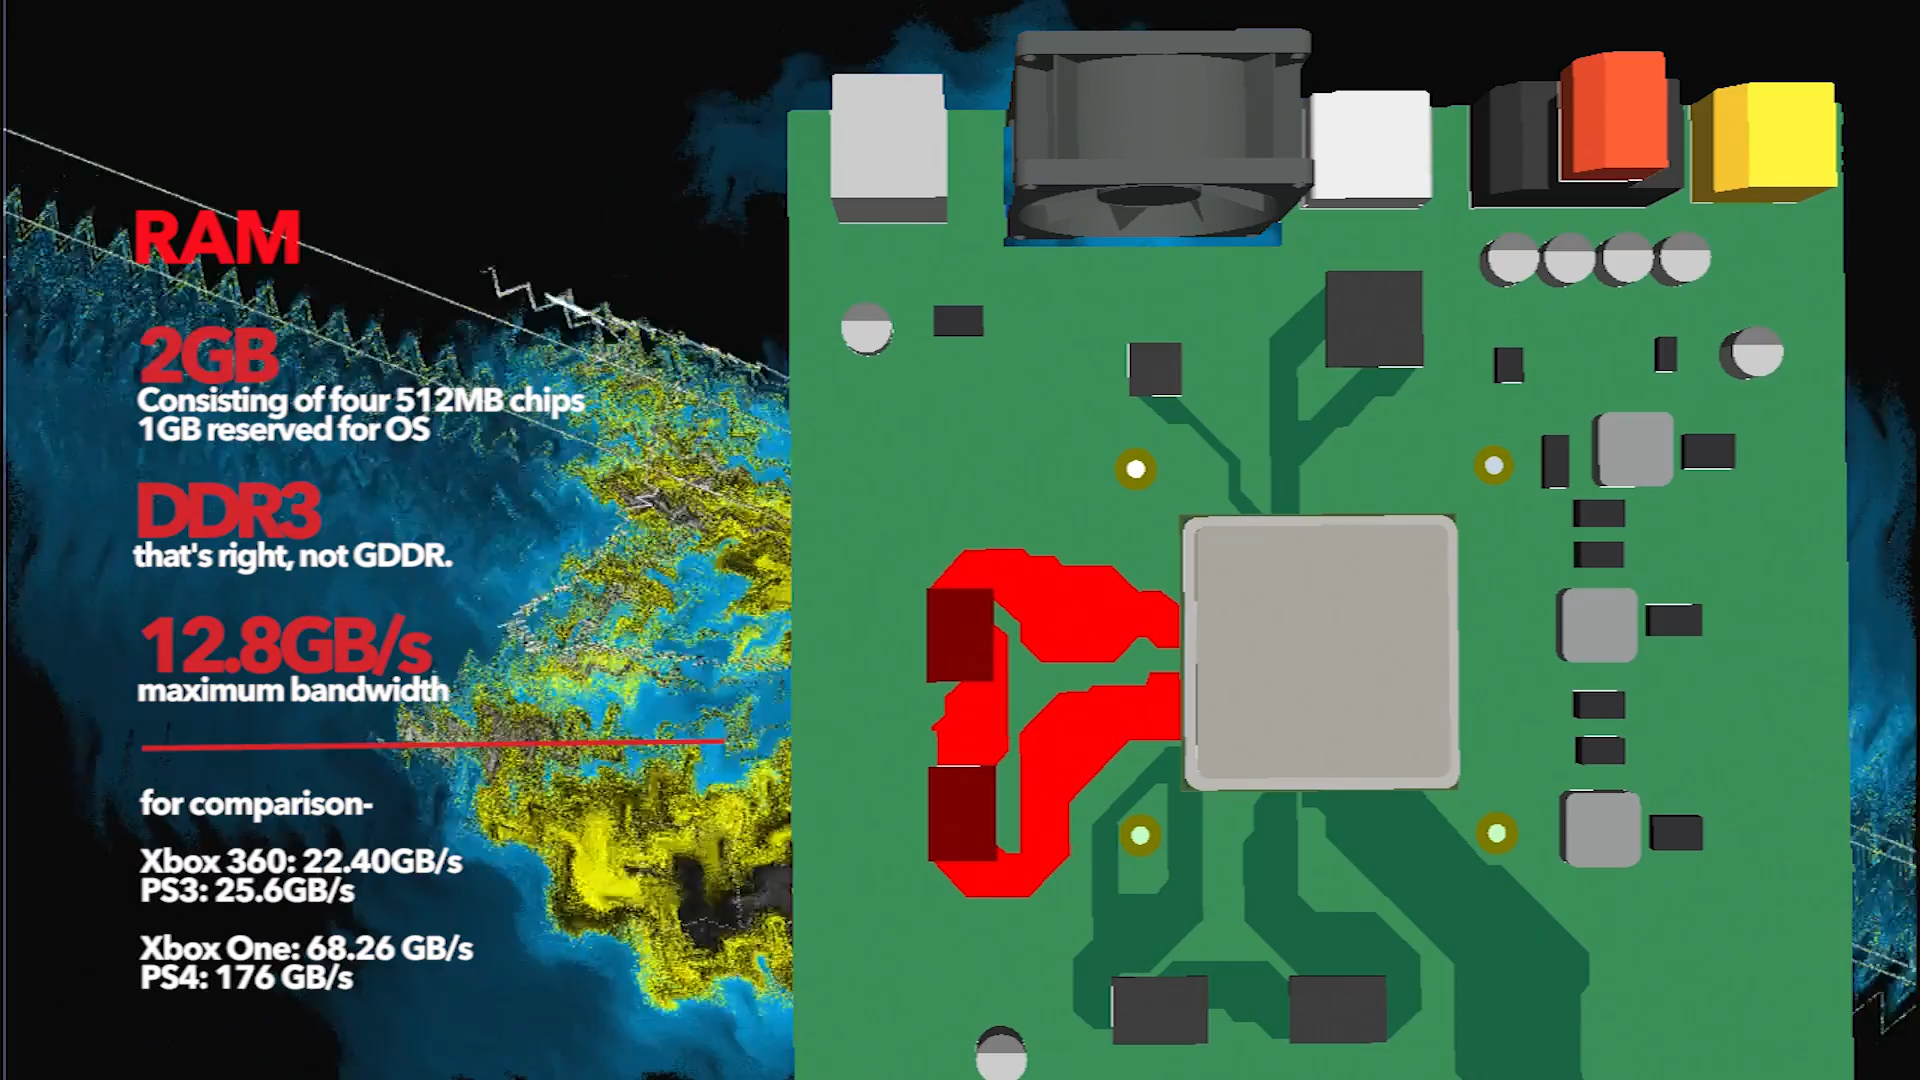 RAM
2GB
Consisting of four 512MB chips
1GB reserved for OS
DDR3
that's right, not GDDR.
12.8GB/s
maximum bandwidth
for comparison-
Xbox 360: 22.40GB/s
PS3: 25.6GB/s
Xbox One: 68.26 GB/s
PS4: 176 GB/s